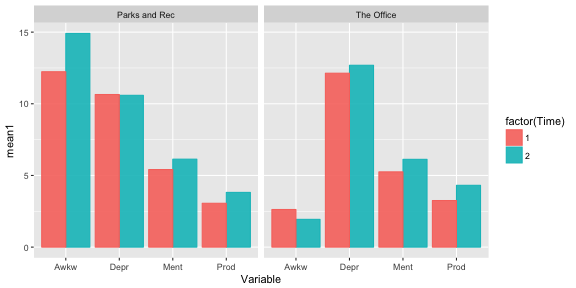 Parks and Rec
The Office
mean1
15
10
5
0
Awkw Depr Ment Prod
Awkw Depr Ment Prod
Variable
factor(Time)
1
2